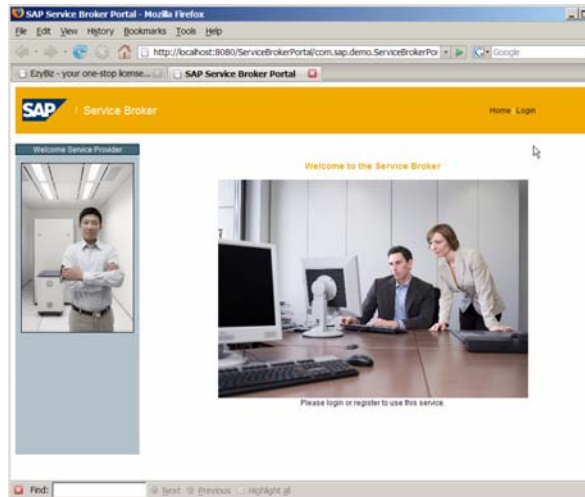 SAP Service Broker Portal - Mozilla Firefox
File Edit View History Bookmarks Tools Help
http://localhost:8080/ServiceBrokerPortal/com.sap.demo.ServiceBrokerPor
Google
EzyBiz - your one-stop license...
SAP Service Broker Portal
SAP | Service Broker
Home Login
Welcome Service Provider
Welcome to the Service Broker
Please login or register to use this service.
Find: Next Previous Highlight all